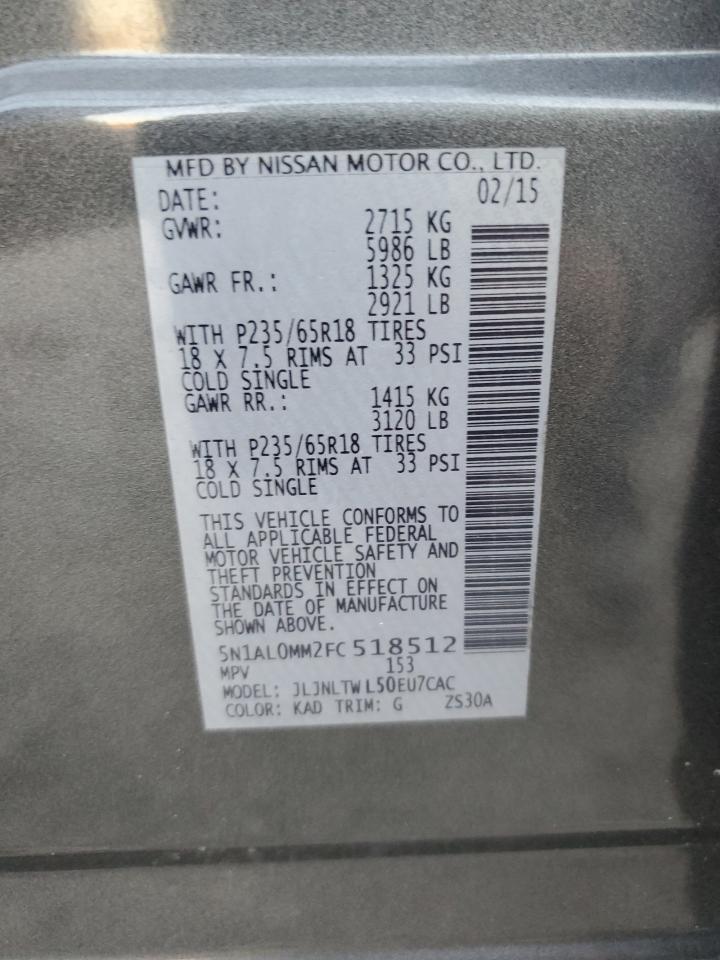 MFD BY NISSAN MOTOR CO., LTD.
DATE: 02/15
GVWR: 2715 KG
5986 LB
GAWR FR.: 1325 KG
2921 LB
WITH P235/65R18 TIRES
18 X 7.5 RIMS AT 33 PSI
COLD SINGLE
GAWR RR.: 1415 KG
3120 LB
WITH P235/65R18 TIRES
18 X 7.5 RIMS AT 33 PSI
COLD SINGLE
THIS VEHICLE CONFORMS TO
ALL APPLICABLE FEDERAL
MOTOR VEHICLE SAFETY AND
THEFT PREVENTION
STANDARDS IN EFFECT ON
THE DATE OF MANUFACTURE
SHOWN ABOVE.
5N1AL0MM2FC518512
MPV 153
MODEL: JLJNLTWL50EU7CAC
COLOR: KAD TRIM: G ZS30A